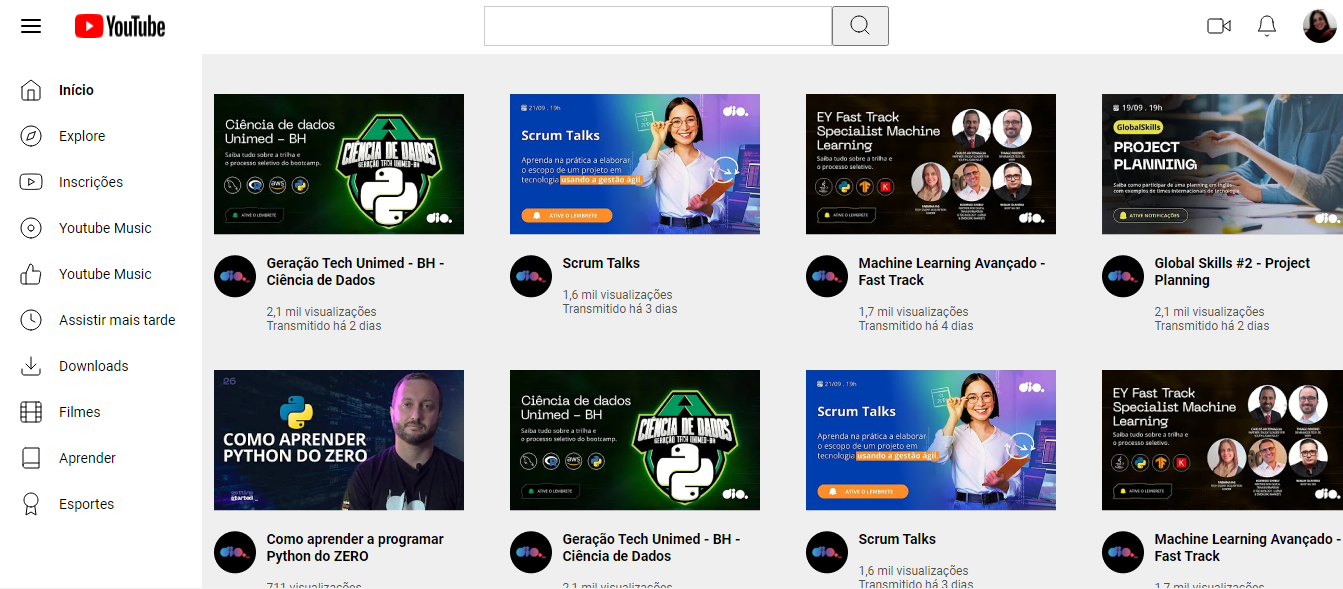 YouTube
Início
Explore
Inscrições
Youtube Music
Youtube Music
Assistir mais tarde
Downloads
Filmes
Aprender
Esportes
Ciência de dados
Unimed – BH
Saiba tudo sobre a trilha e
o processo seletivo do bootcamp.
aws
ATIVE O LEMBRETE
CIÊNCIA DE DADOS
GERAÇÃO TECH UNIMED-BH
dio.
21/09 . 19h
Scrum Talks
Aprenda na prática a elaborar
o escopo de um projeto em
tecnologia usando a gestão ágil
ATIVE O LEMBRETE
dio.
EY Fast Track
Specialist Machine
Learning
Saiba tudo sobre a trilha e
o processo seletivo.
ATIVE O LEMBRETE
dio.
19/09 . 19h
GlobalSkills
PROJECT
PLANNING
Saiba como participar de uma planning em inglês
com exemplos de times internacionais de tecnologia.
ATIVE NOTIFICAÇÕES
dio.
dio.
Geração Tech Unimed - BH -
Ciência de Dados
2,1 mil visualizações
Transmitido há 2 dias
dio.
Scrum Talks
1,6 mil visualizações
Transmitido há 3 dias
dio.
Machine Learning Avançado -
Fast Track
1,7 mil visualizações
Transmitido há 4 dias
dio.
Global Skills #2 - Project
Planning
2,1 mil visualizações
Transmitido há 2 dias
26
COMO APRENDER
PYTHON DO ZERO
getting
started_
Ciência de dados
Unimed – BH
Saiba tudo sobre a trilha e
o processo seletivo do bootcamp.
aws
ATIVE O LEMBRETE
CIÊNCIA DE DADOS
GERAÇÃO TECH UNIMED-BH
dio.
21/09 . 19h
Scrum Talks
Aprenda na prática a elaborar
o escopo de um projeto em
tecnologia usando a gestão ágil
ATIVE O LEMBRETE
dio.
EY Fast Track
Specialist Machine
Learning
Saiba tudo sobre a trilha e
o processo seletivo.
ATIVE O LEMBRETE
dio.
dio.
Como aprender a programar
Python do ZERO
711 visualizações
dio.
Geração Tech Unimed - BH -
Ciência de Dados
2,1 mil visualizações
dio.
Scrum Talks
1,6 mil visualizações
Transmitido há 3 dias
dio.
Machine Learning Avançado -
Fast Track
1,7 mil visualizações